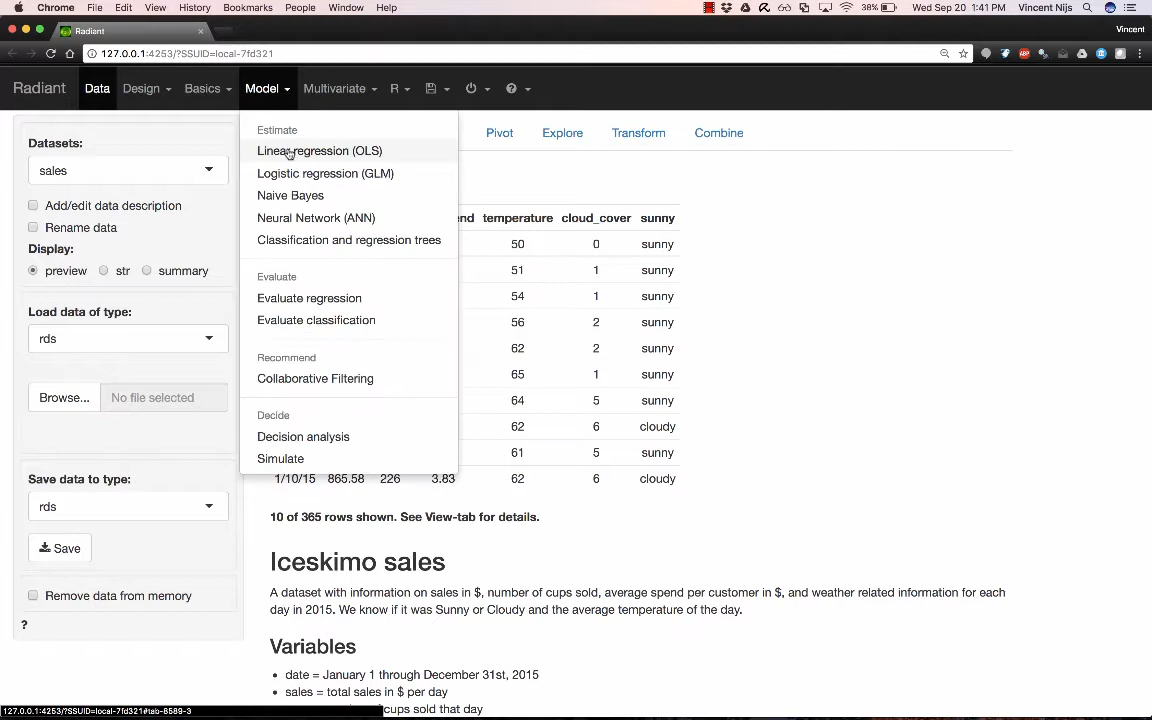 Chrome File Edit View History Bookmarks People Window Help 38% Wed Sep 20 1:41 PM Vincent Nijs
Radiant Vincent
127.0.0.1:4253/?SSUID=local-7fd321
Radiant Data Design Basics Model Multivariate R ?
Datasets:
sales
Add/edit data description
Rename data
Display:
preview str summary
Load data of type:
rds
Browse... No file selected
Save data to type:
rds
Save
Remove data from memory
?
Estimate
Linear regression (OLS)
Logistic regression (GLM)
Naive Bayes
Neural Network (ANN)
Classification and regression trees
Evaluate
Evaluate regression
Evaluate classification
Recommend
Collaborative Filtering
Decide
Decision analysis
Simulate
Pivot Explore Transform Combine
nd temperature cloud_cover sunny
50 0 sunny
51 1 sunny
54 1 sunny
56 2 sunny
62 2 sunny
65 1 sunny
64 5 sunny
62 6 cloudy
61 5 sunny
1/10/15 865.58 226 3.83 62 6 cloudy
10 of 365 rows shown. See View-tab for details.
Iceskimo sales
A dataset with information on sales in $, number of cups sold, average spend per customer in $, and weather related information for each
day in 2015. We know if it was Sunny or Cloudy and the average temperature of the day.
Variables
• date = January 1 through December 31st, 2015
• sales = total sales in $ per day
cups sold that day
127.0.0.1:4253/?SSUID=local-7fd321#tab-8589-3